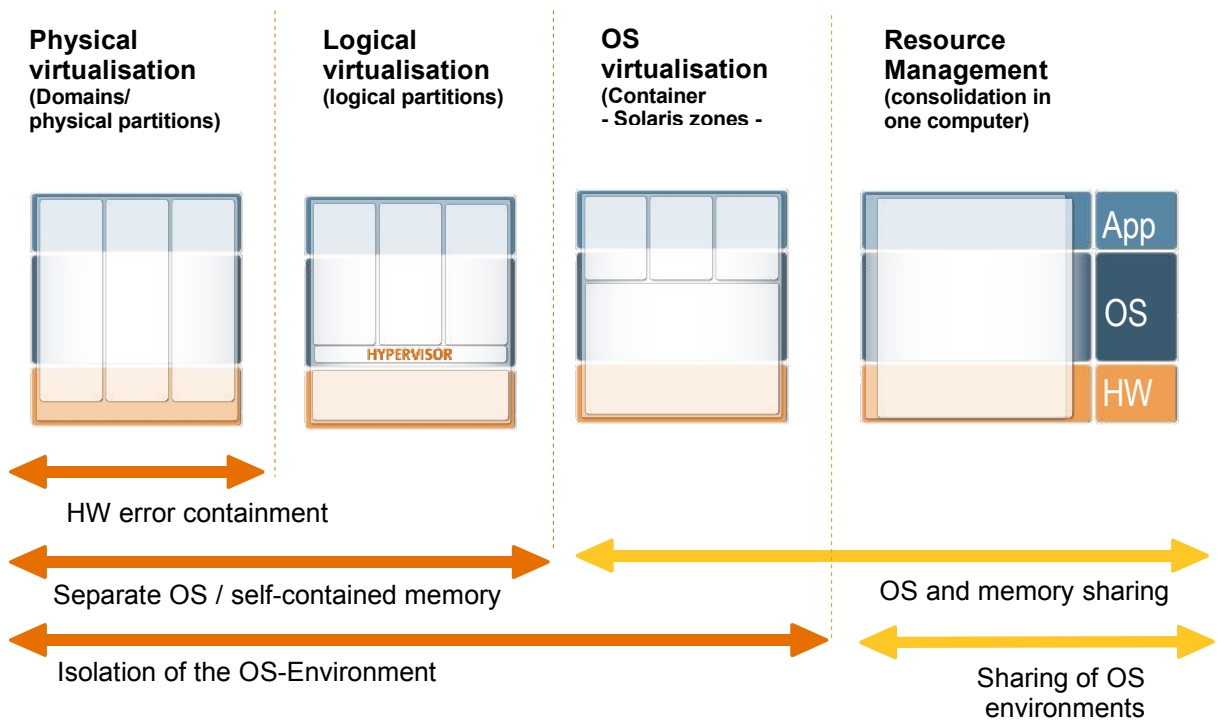 Physical
virtualisation
(Domains/
physical partitions)
Logical
virtualisation
(logical partitions)
OS
virtualisation
(Container
- Solaris zones -
Resource
Management
(consolidation in
one computer)
HYPERVISOR
App
OS
HW
HW error containment
Separate OS / self-contained memory
OS and memory sharing
Isolation of the OS-Environment
Sharing of OS
environments